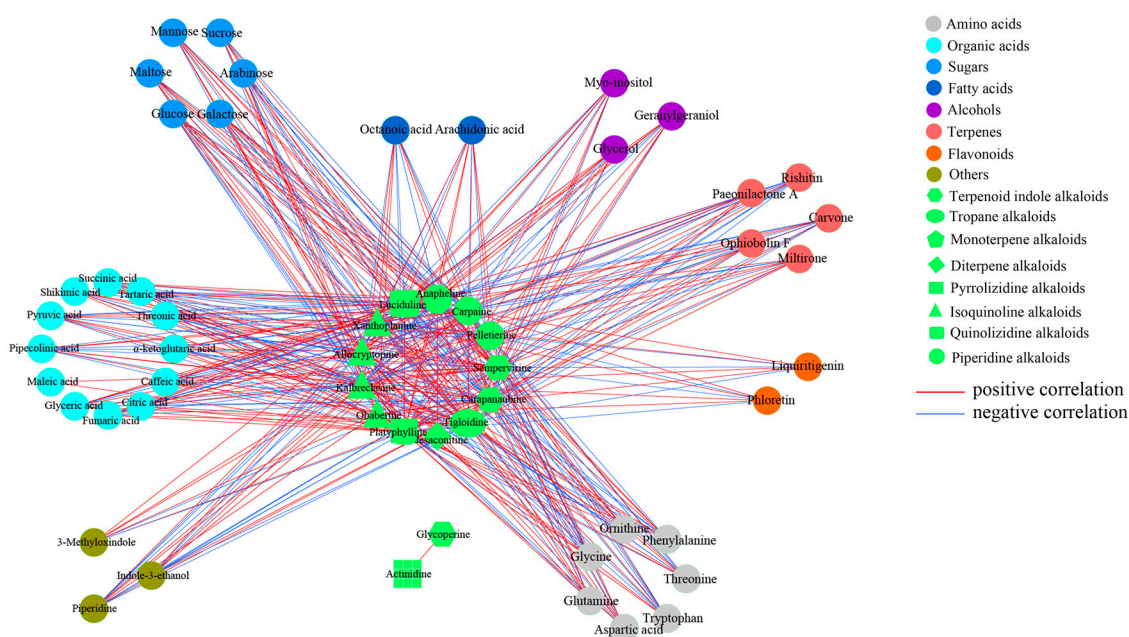 Mannose
Sucrose
Maltose
Arabinose
Glucose
Galactose
Octanoic acid
Arachidonic acid
Myo-inositol
Geranylgeraniol
Glycerol
Rishitin
Paeonilactone A
Carvone
Ophiobolin F
Miltirone
Succinic acid
Shikimic acid
Tartaric acid
Pyruvic acid
Threonic acid
Pipecolinic acid
α-ketoglutaric acid
Maleic acid
Caffeic acid
Glyceric acid
Citric acid
Fumaric acid
Anapheline
Luciduline
Carpaine
Xanthoplanine
Pelletierine
Allocryptopine
Sempervirine
Kalbreclasine
Carapanaubine
Obaberine
Tigloidine
Platyphylline
Jesaconitine
Liquiritigenin
Phloretin
3-Methyloxindole
Indole-3-ethanol
Piperidine
Glycoperine
Actinidine
Ornithine
Phenylalanine
Glycine
Threonine
Glutamine
Tryptophan
Aspartic acid
Amino acids
Organic acids
Sugars
Fatty acids
Alcohols
Terpenes
Flavonoids
Others
Terpenoid indole alkaloids
Tropane alkaloids
Monoterpene alkaloids
Diterpene alkaloids
Pyrrolizidine alkaloids
Isoquinoline alkaloids
Quinolizidine alkaloids
Piperidine alkaloids
positive correlation
negative correlation